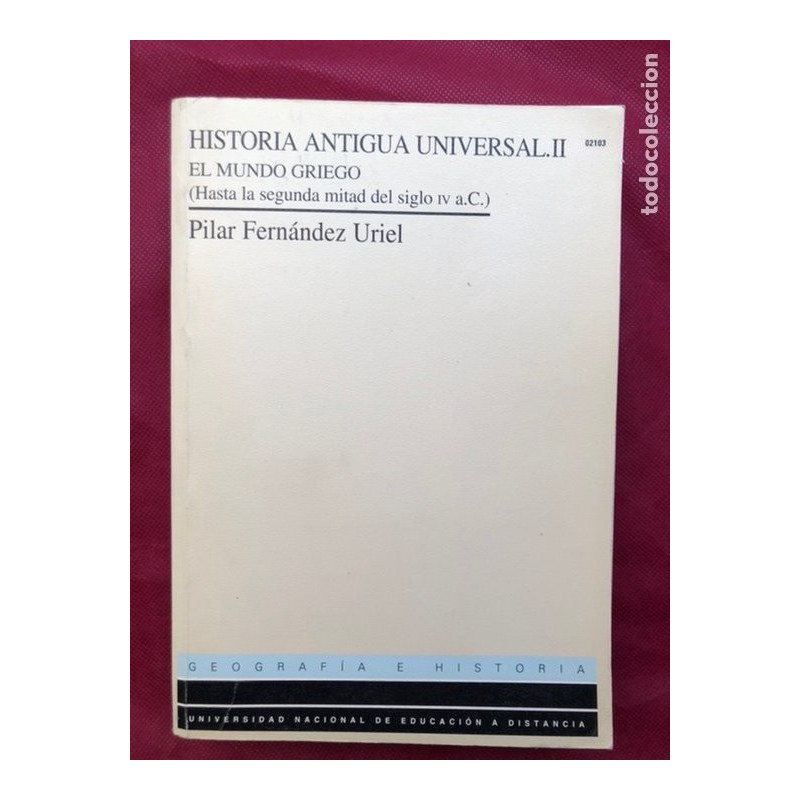 HISTORIA ANTIGUA UNIVERSAL.II 02103
EL MUNDO GRIEGO
(Hasta la segunda mitad del siglo IV a.C.)
Pilar Fernández Uriel
GEOGRAFÍA E HISTORIA
UNIVERSIDAD NACIONAL DE EDUCACIÓN A DISTANCIA
todocoleccion